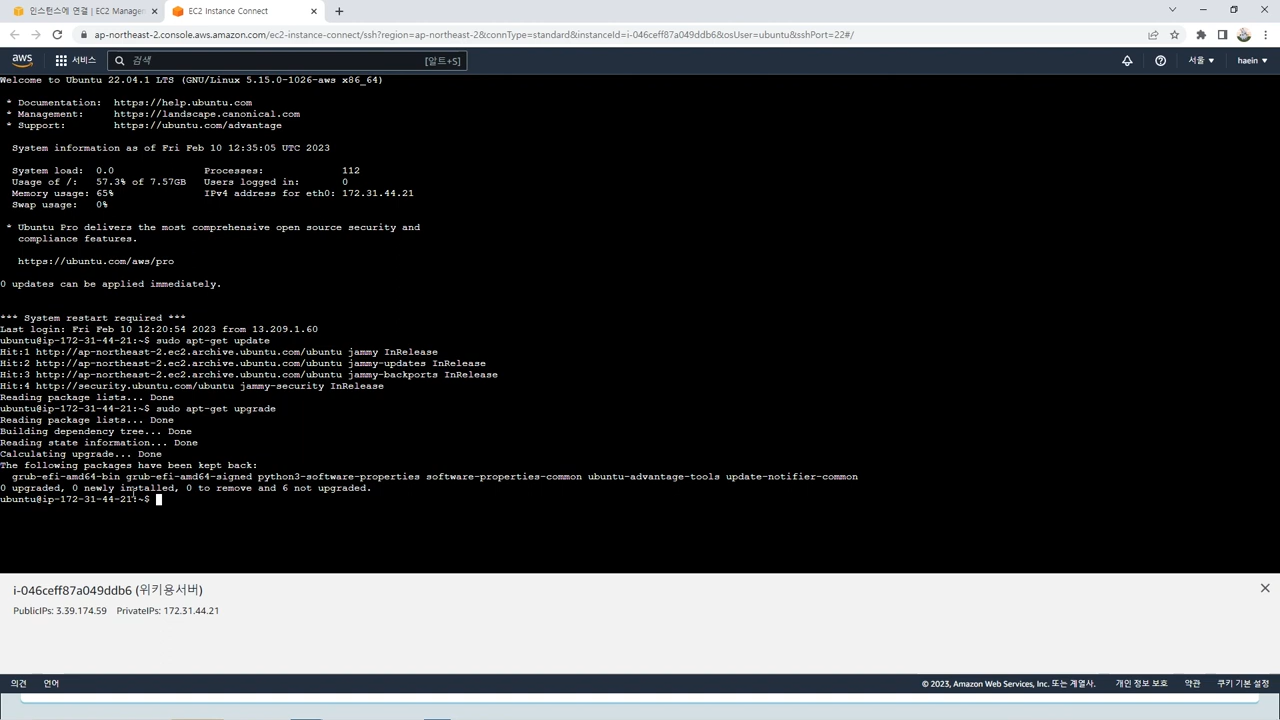 인스턴스에 연결 | EC2 Manage
EC2 Instance Connect
ap-northeast-2.console.aws.amazon.com/ec2-instance-connect/ssh?region=ap-northeast-2&connType=standard&instanceId=i-046ceff87a049ddb6&osUser=ubuntu&sshPort=22#/
aws 서비스 검색 [알트+S] 서울 ▼ haein ▼
Welcome to Ubuntu 22.04.1 LTS (GNU/Linux 5.15.0-1026-aws x86_64)
* Documentation: https://help.ubuntu.com
* Management: https://landscape.canonical.com
* Support: https://ubuntu.com/advantage
System information as of Fri Feb 10 12:35:05 UTC 2023
System load: 0.0 Processes: 112
Usage of /: 57.3% of 7.57GB Users logged in: 0
Memory usage: 65% IPv4 address for eth0: 172.31.44.21
Swap usage: 0%
* Ubuntu Pro delivers the most comprehensive open source security and
compliance features.
https://ubuntu.com/aws/pro
0 updates can be applied immediately.
*** System restart required ***
Last login: Fri Feb 10 12:20:54 2023 from 13.209.1.60
ubuntu@ip-172-31-44-21:~$ sudo apt-get update
Hit:1 http://ap-northeast-2.ec2.archive.ubuntu.com/ubuntu jammy InRelease
Hit:2 http://ap-northeast-2.ec2.archive.ubuntu.com/ubuntu jammy-updates InRelease
Hit:3 http://ap-northeast-2.ec2.archive.ubuntu.com/ubuntu jammy-backports InRelease
Hit:4 http://security.ubuntu.com/ubuntu jammy-security InRelease
Reading package lists... Done
ubuntu@ip-172-31-44-21:~$ sudo apt-get upgrade
Reading package lists... Done
Building dependency tree... Done
Reading state information... Done
Calculating upgrade... Done
The following packages have been kept back:
grub-efi-amd64-bin grub-efi-amd64-signed python3-software-properties software-properties-common ubuntu-advantage-tools update-notifier-common
0 upgraded, 0 newly installed, 0 to remove and 6 not upgraded.
ubuntu@ip-172-31-44-21:~$
i-046ceff87a049ddb6 (위키용서버)
PublicIPs: 3.39.174.59 PrivateIPs: 172.31.44.21
의견 언어 © 2023, Amazon Web Services, Inc. 또는 계열사. 개인 정보 보호 약관 쿠키 기본 설정